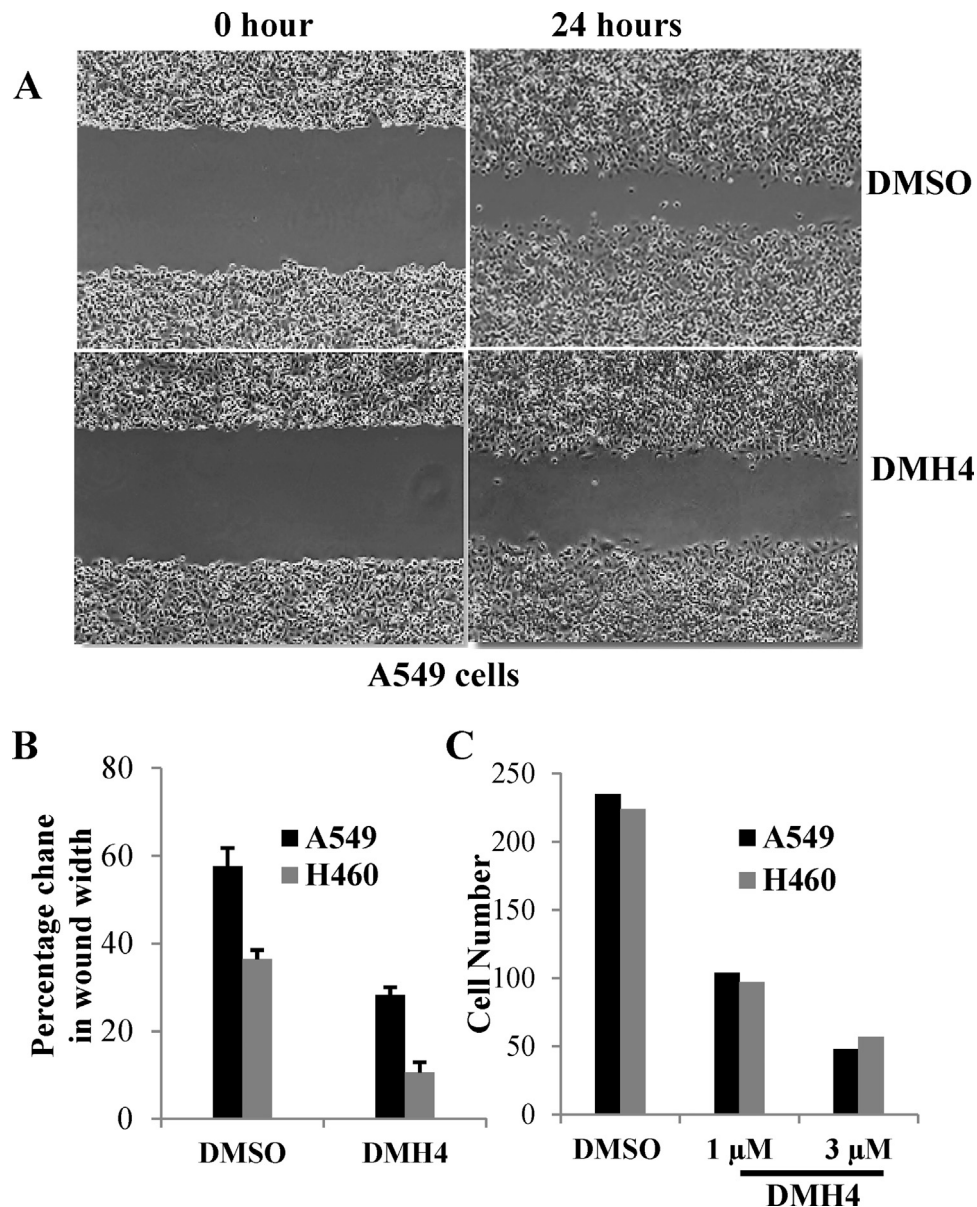 0 hour
24 hours
A
DMSO
DMH4
A549 cells
B
80
60
40
20
0
Percentage chane
in wound width
A549
H460
DMSO
DMH4
C
250
200
150
100
50
0
Cell Number
A549
H460
DMSO
1 μM
3 μM
DMH4